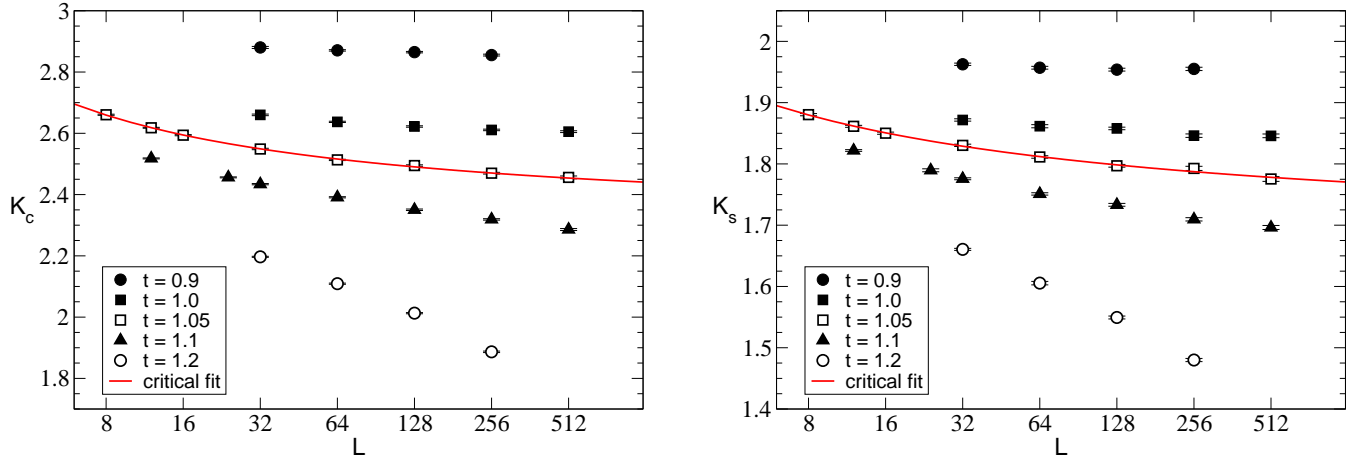 3
2.8
2.6
2.4
2.2
2
1.8
K_c
8 16 32 64 128 256 512
L
t = 0.9
t = 1.0
t = 1.05
t = 1.1
t = 1.2
critical fit
2
1.9
1.8
1.7
1.6
1.5
1.4
K_s
8 16 32 64 128 256 512
L
t = 0.9
t = 1.0
t = 1.05
t = 1.1
t = 1.2
critical fit